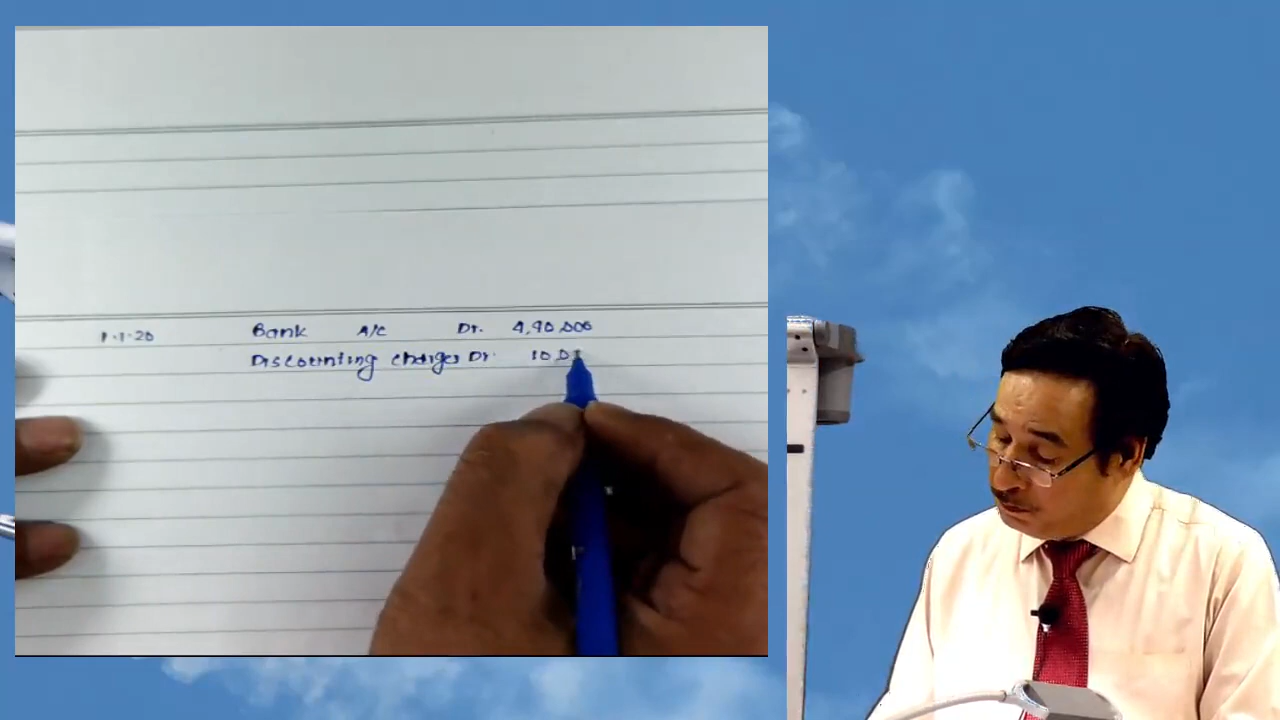 1.1.20 Bank A/C Dr. 4,90,000
Discounting charges Dr. 10,0